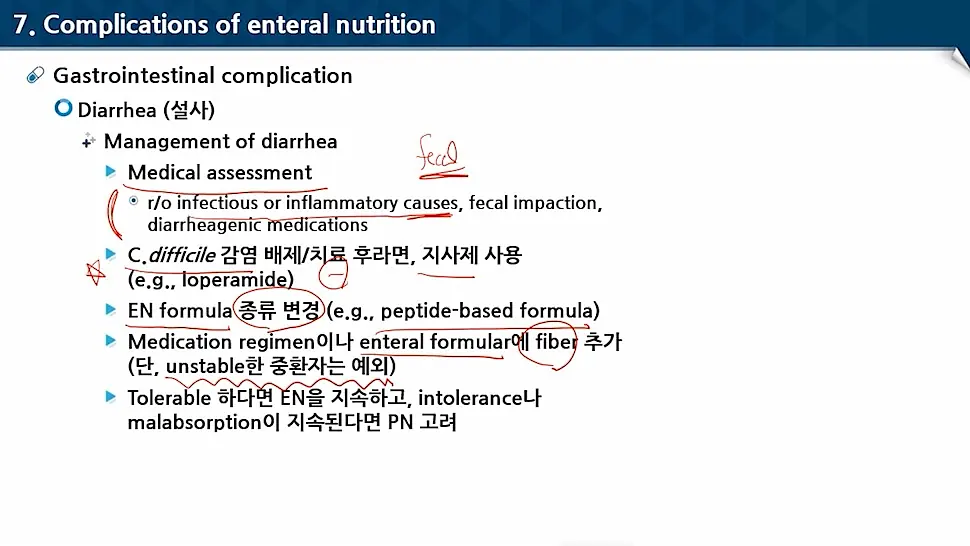 7. Complications of enteral nutrition
Gastrointestinal complication
Diarrhea (설사)
Management of diarrhea
fecal
Medical assessment
r/o infectious or inflammatory causes, fecal impaction,
diarrheagenic medications
C.difficile 감염 배제/치료 후라면, 지사제 사용
(e.g., loperamide)
EN formula 종류 변경 (e.g., peptide-based formula)
Medication regimen이나 enteral formular에 fiber 추가
(단, unstable한 중환자는 예외)
Tolerable 하다면 EN을 지속하고, intolerance나
malabsorption이 지속된다면 PN 고려